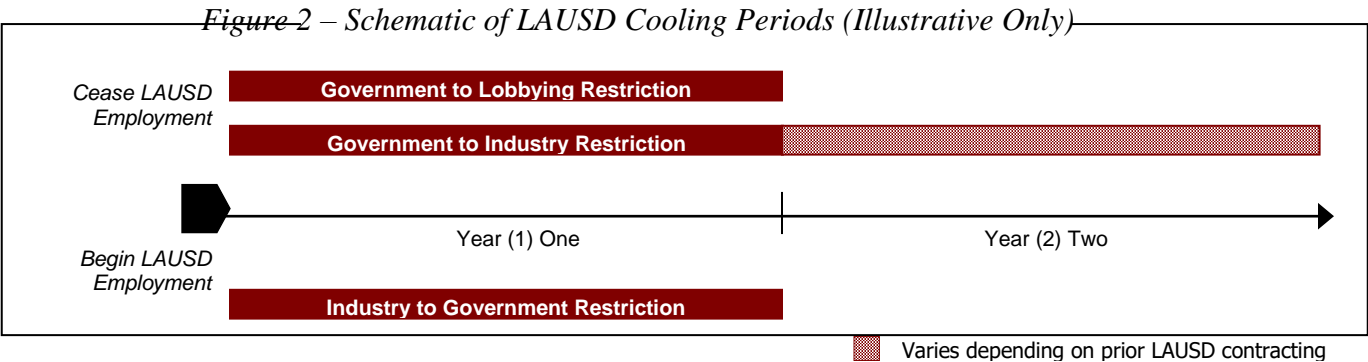 Figure 2 – Schematic of LAUSD Cooling Periods (Illustrative Only)
Cease LAUSD
Employment
Government to Lobbying Restriction
Government to Industry Restriction
Year (1) One
Year (2) Two
Begin LAUSD
Employment
Industry to Government Restriction
Varies depending on prior LAUSD contracting